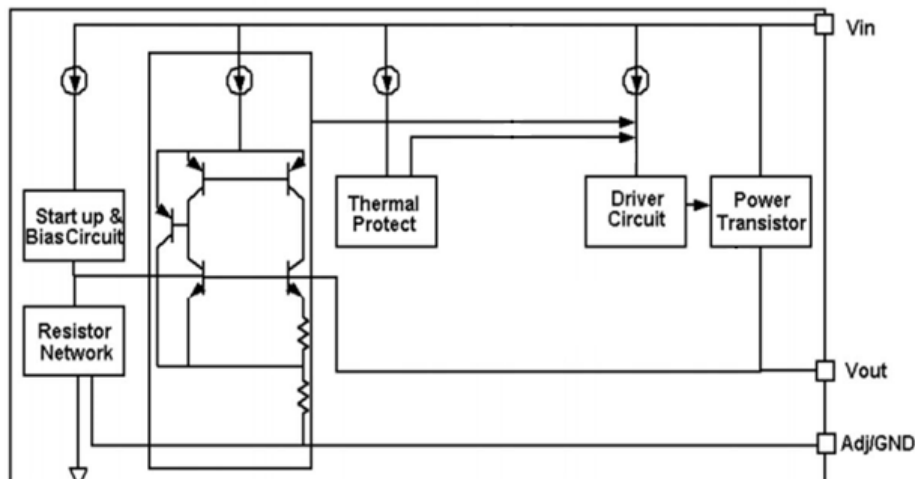 Vin
Start up &
Bias Circuit
Thermal
Protect
Driver
Circuit
Power
Transistor
Resistor
Network
Vout
Adj/GND